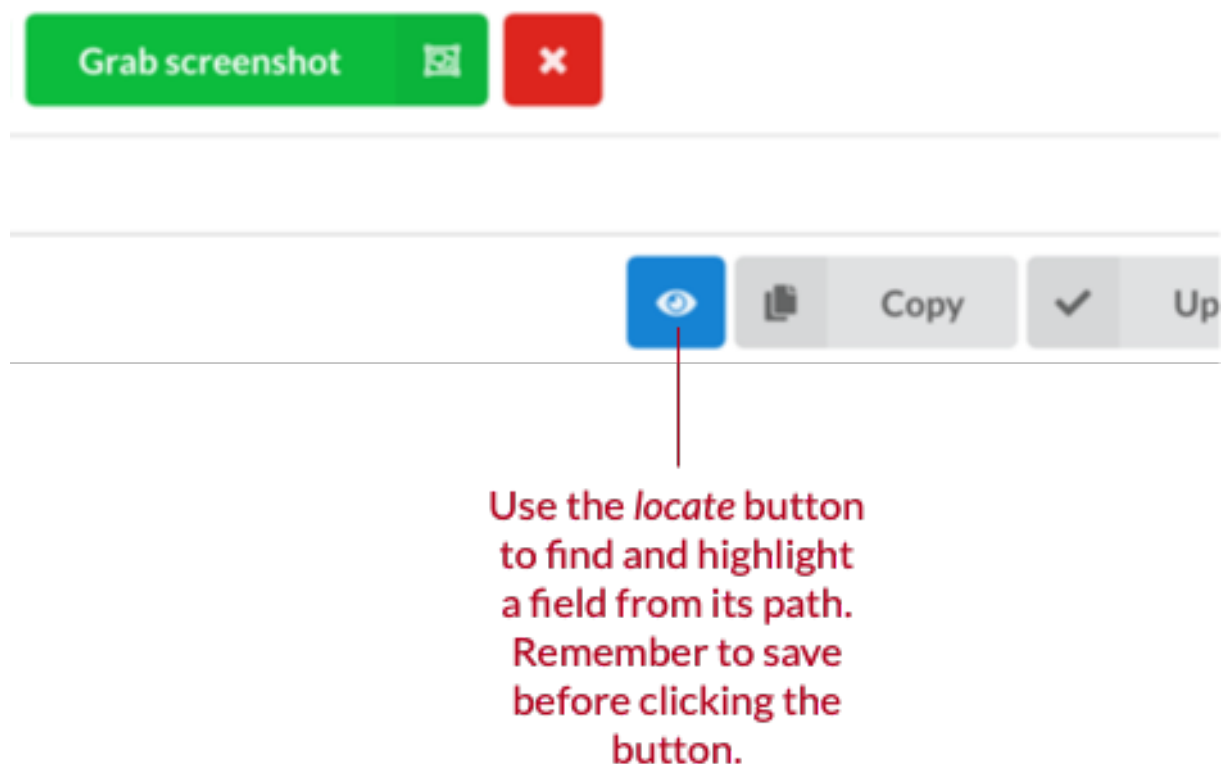 Grab screenshot
Copy
Up
Use the locate button
to find and highlight
a field from its path.
Remember to save
before clicking the
button.